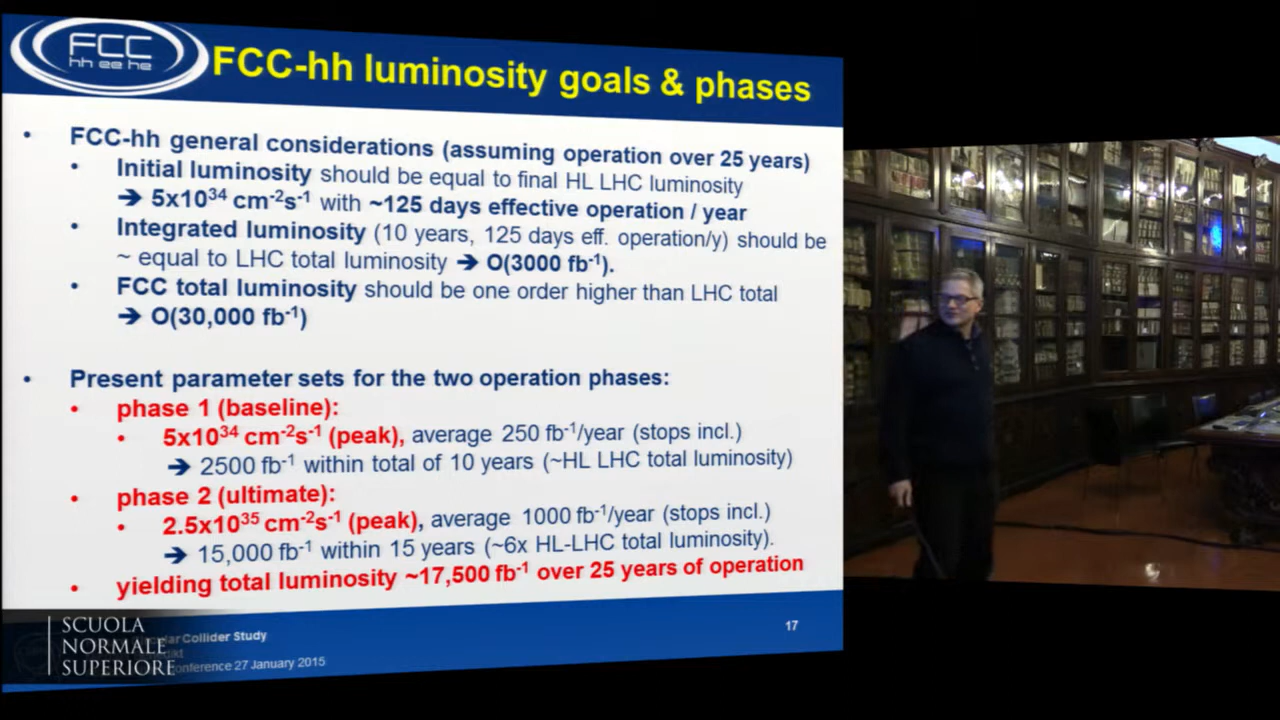 FCC
hh ee he
FCC-hh luminosity goals & phases
• FCC-hh general considerations (assuming operation over 25 years)
• Initial luminosity should be equal to final HL LHC luminosity
➔ 5x10³⁴ cm⁻²s⁻¹ with ~125 days effective operation / year
• Integrated luminosity (10 years, 125 days eff. operation/y) should be
~ equal to LHC total luminosity ➔ O(3000 fb⁻¹).
• FCC total luminosity should be one order higher than LHC total
➔ O(30,000 fb⁻¹)
• Present parameter sets for the two operation phases:
• phase 1 (baseline):
• 5x10³⁴ cm⁻²s⁻¹ (peak), average 250 fb⁻¹/year (stops incl.)
➔ 2500 fb⁻¹ within total of 10 years (~HL LHC total luminosity)
• phase 2 (ultimate):
• 2.5x10³⁵ cm⁻²s⁻¹ (peak), average 1000 fb⁻¹/year (stops incl.)
➔ 15,000 fb⁻¹ within 15 years (~6x HL-LHC total luminosity).
• yielding total luminosity ~17,500 fb⁻¹ over 25 years of operation
Collider Study
27 January 2015
17
SCUOLA
NORMALE
SUPERIORE